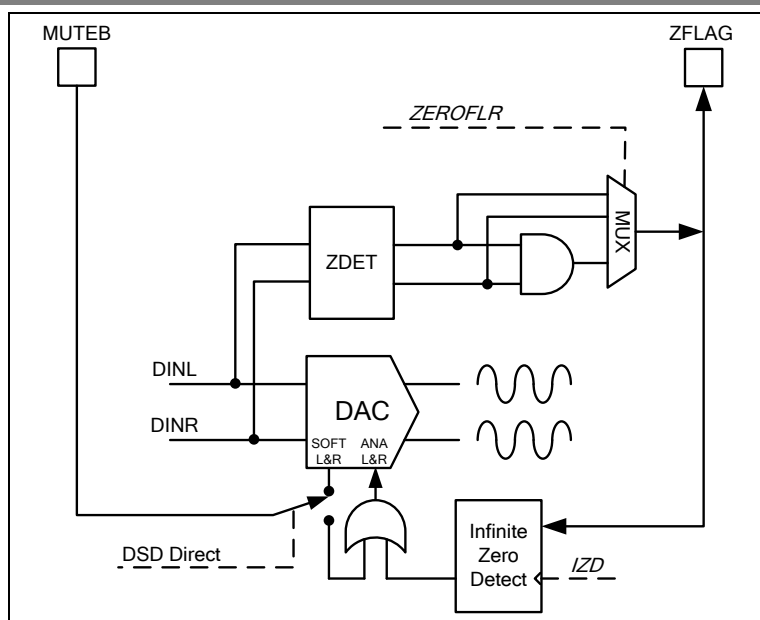 MUTEB
ZFLAG
ZEROFLR
MUX
ZDET
DINL
DAC
DINR
SOFT
L&R
ANA
L&R
DSD Direct
Infinite
Zero
Detect
IZD